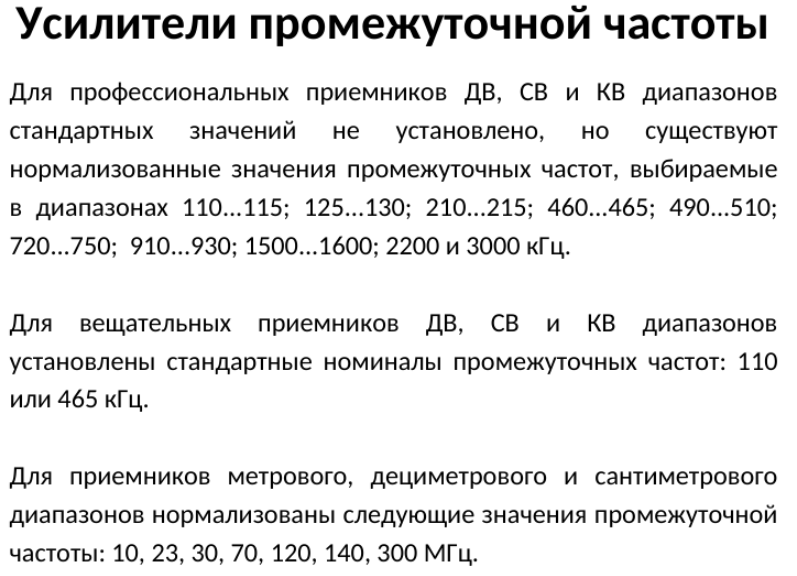 Усилители промежуточной частоты
Для профессиональных приемников ДВ, СВ и КВ диапазонов
стандартных значений не установлено, но существуют
нормализованные значения промежуточных частот, выбираемые
в диапазонах 110...115; 125...130; 210...215; 460...465; 490...510;
720...750; 910...930; 1500...1600; 2200 и 3000 кГц.
Для вещательных приемников ДВ, СВ и КВ диапазонов
установлены стандартные номиналы промежуточных частот: 110
или 465 кГц.
Для приемников метрового, дециметрового и сантиметрового
диапазонов нормализованы следующие значения промежуточной
частоты: 10, 23, 30, 70, 120, 140, 300 МГц.